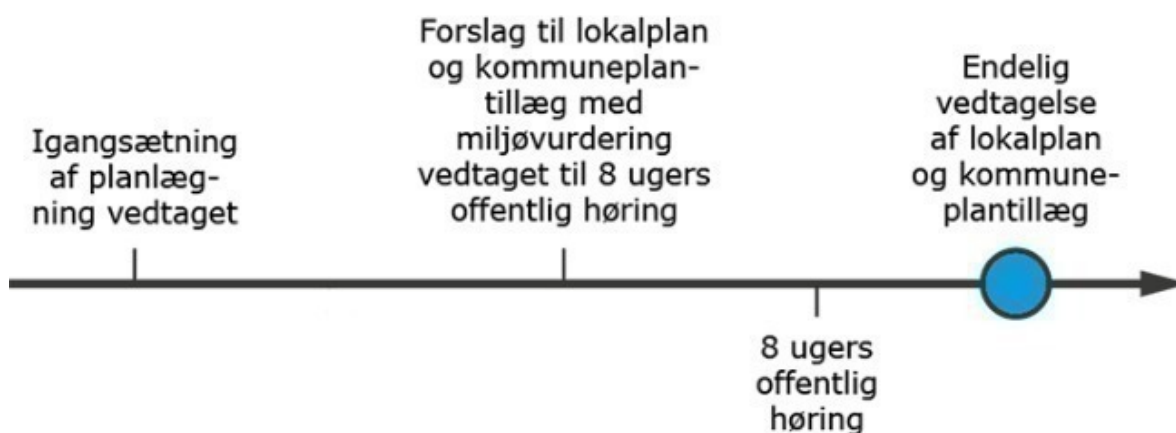 Igangsætning
af planlæg-
ning vedtaget
Forslag til lokalplan
og kommuneplan-
tillæg med
miljøvurdering
vedtaget til 8 ugers
offentlig høring
8 ugers
offentlig
høring
Endelig
vedtagelse
af lokalplan
og kommune-
plantillæg